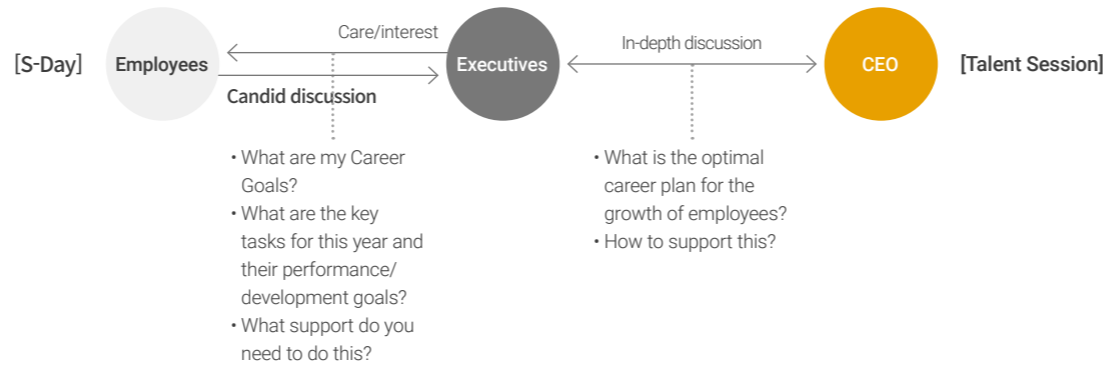 [S-Day]
Employees
Care/interest
Candid discussion
Executives
In-depth discussion
CEO
[Talent Session]
• What are my Career
Goals?
• What are the key
tasks for this year and
their performance/
development goals?
• What support do you
need to do this?
• What is the optimal
career plan for the
growth of employees?
• How to support this?